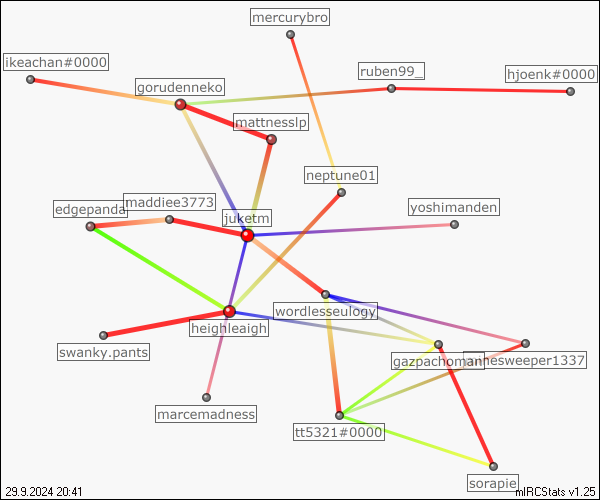 mercurybro
ikeachan#0000
ruben99_
hjoenk#0000
gorudenneko
mattnesslp
neptune01
maddiee3773
edgepanda
yoshimanden
juketm
wordlesseulogy
heighleaigh
swanky.pants
gazpachoman
minesweeper1337
marcemadness
tt5321#0000
sorapie
29.9.2024 20:41
mIRCStats v1.25